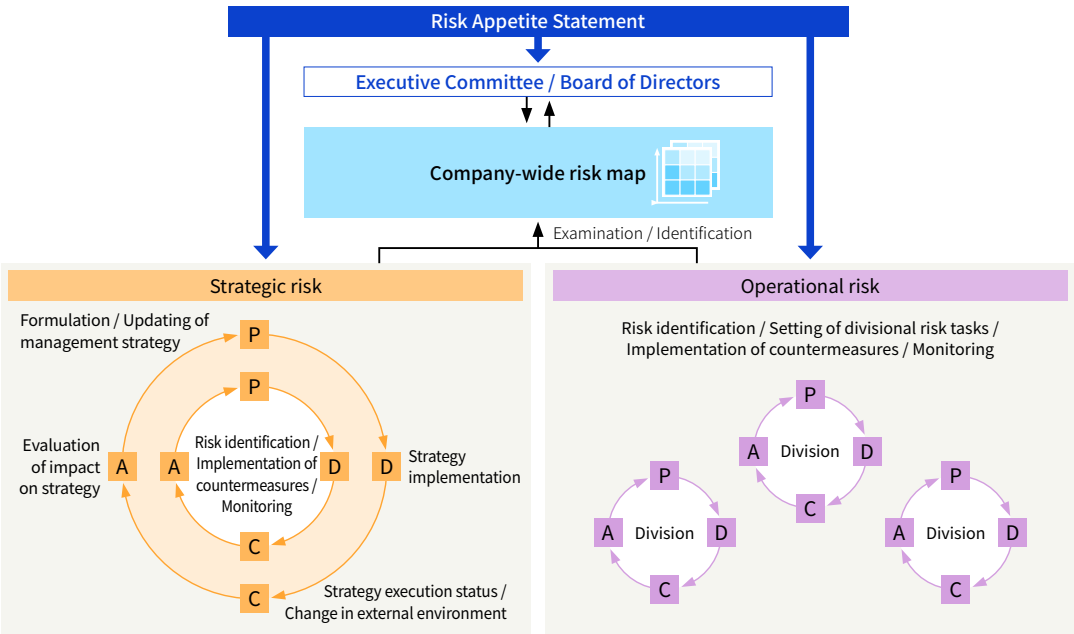 Risk Appetite Statement
Executive Committee / Board of Directors
Company-wide risk map
Examination / Identification
Strategic risk
Formulation / Updating of
management strategy
P
P
Evaluation
of impact
on strategy
A
A
Risk identification /
Implementation of
countermeasures /
Monitoring
D
D
Strategy
implementation
C
C
Strategy execution status /
Change in external environment
Operational risk
Risk identification / Setting of divisional risk tasks /
Implementation of countermeasures / Monitoring
P
A
Division
D
C
P
A
Division
D
C
P
A
Division
D
C